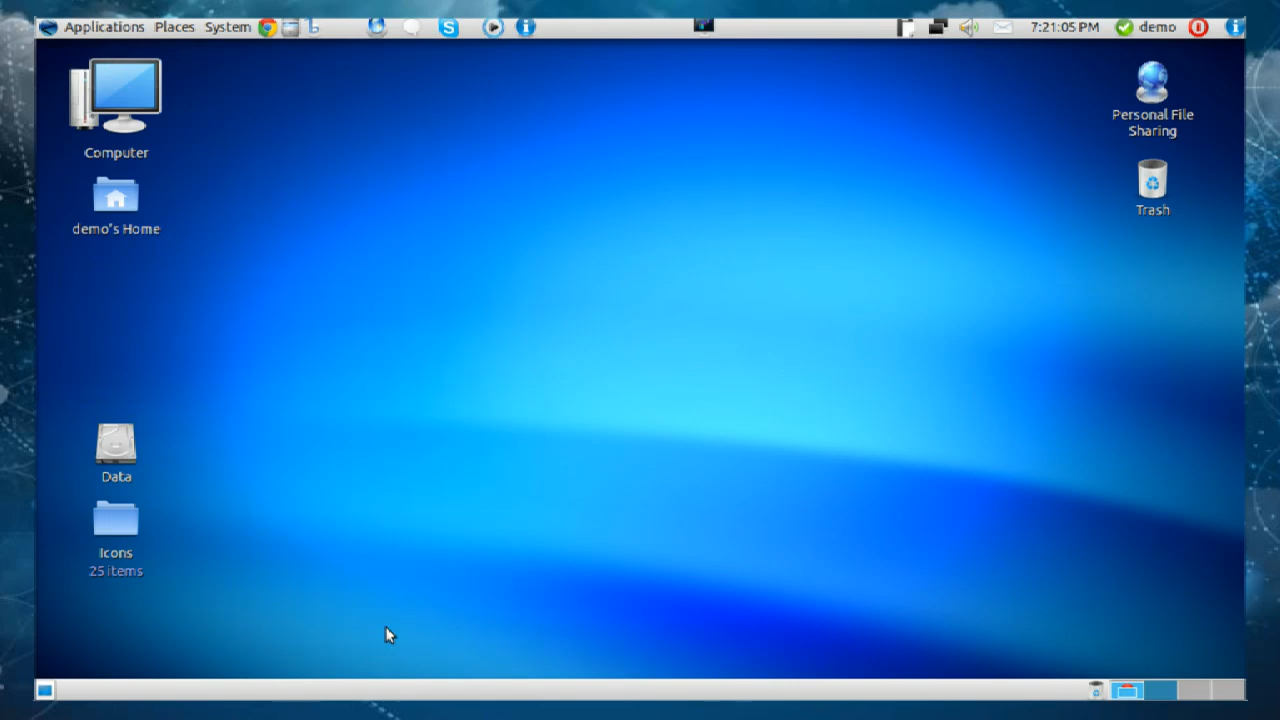 Applications Places System
7:21:05 PM demo
Computer
demo's Home
Data
Icons
25 items
Personal File
Sharing
Trash